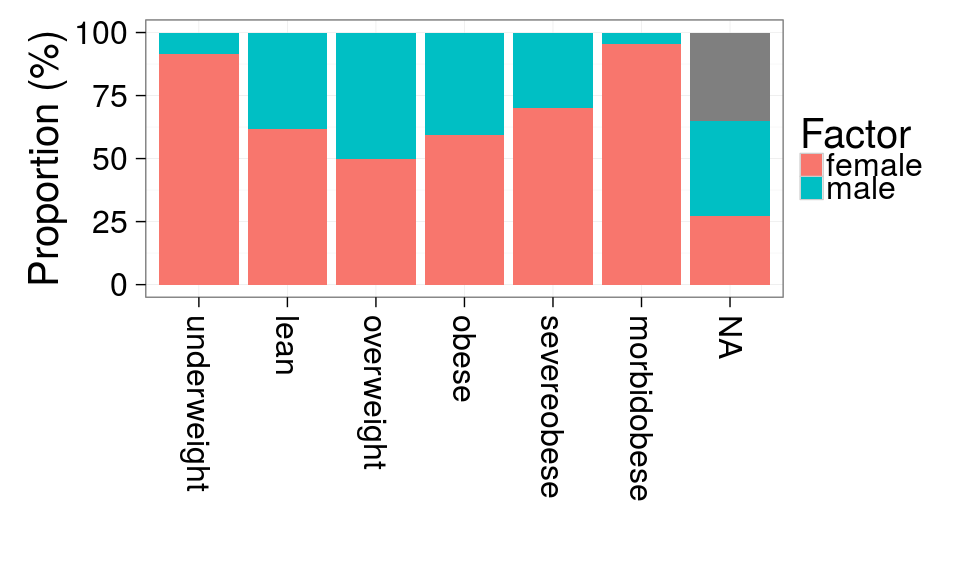 Proportion (%)
100
75
50
25
0
underweight
lean
overweight
obese
severeobese
morbidobese
NA
Factor
female
male